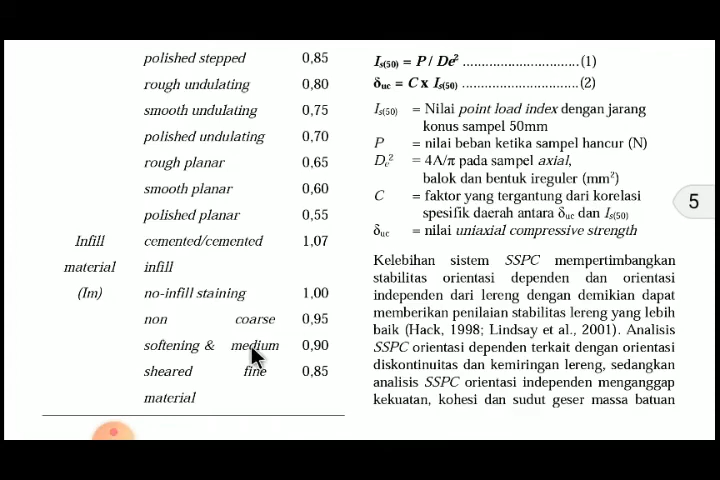 polished stepped 0,85
rough undulating 0,80
smooth undulating 0,75
polished undulating 0,70
rough planar 0,65
smooth planar 0,60
polished planar 0,55
Infill cemented/cemented 1,07
material infill
(Im) no-infill staining 1,00
non coarse 0,95
softening & medium 0,90
sheared fine 0,85
material
Is(50) = P / De² ..............................(1)
δuc = C x Is(50) ..............................(2)
Is(50) = Nilai point load index dengan jarang
konus sampel 50mm
P = nilai beban ketika sampel hancur (N)
De² = 4A/π pada sampel axial,
balok dan bentuk ireguler (mm²)
C = faktor yang tergantung dari korelasi
spesifik daerah antara δuc dan Is(50)
δuc = nilai uniaxial compressive strength
Kelebihan sistem SSPC mempertimbangkan
stabilitas orientasi dependen dan orientasi
independen dari lereng dengan demikian dapat
memberikan penilaian stabilitas lereng yang lebih
baik (Hack, 1998; Lindsay et al., 2001). Analisis
SSPC orientasi dependen terkait dengan orientasi
diskontinuitas dan kemiringan lereng, sedangkan
analisis SSPC orientasi independen menganggap
kekuatan, kohesi dan sudut geser massa batuan
5